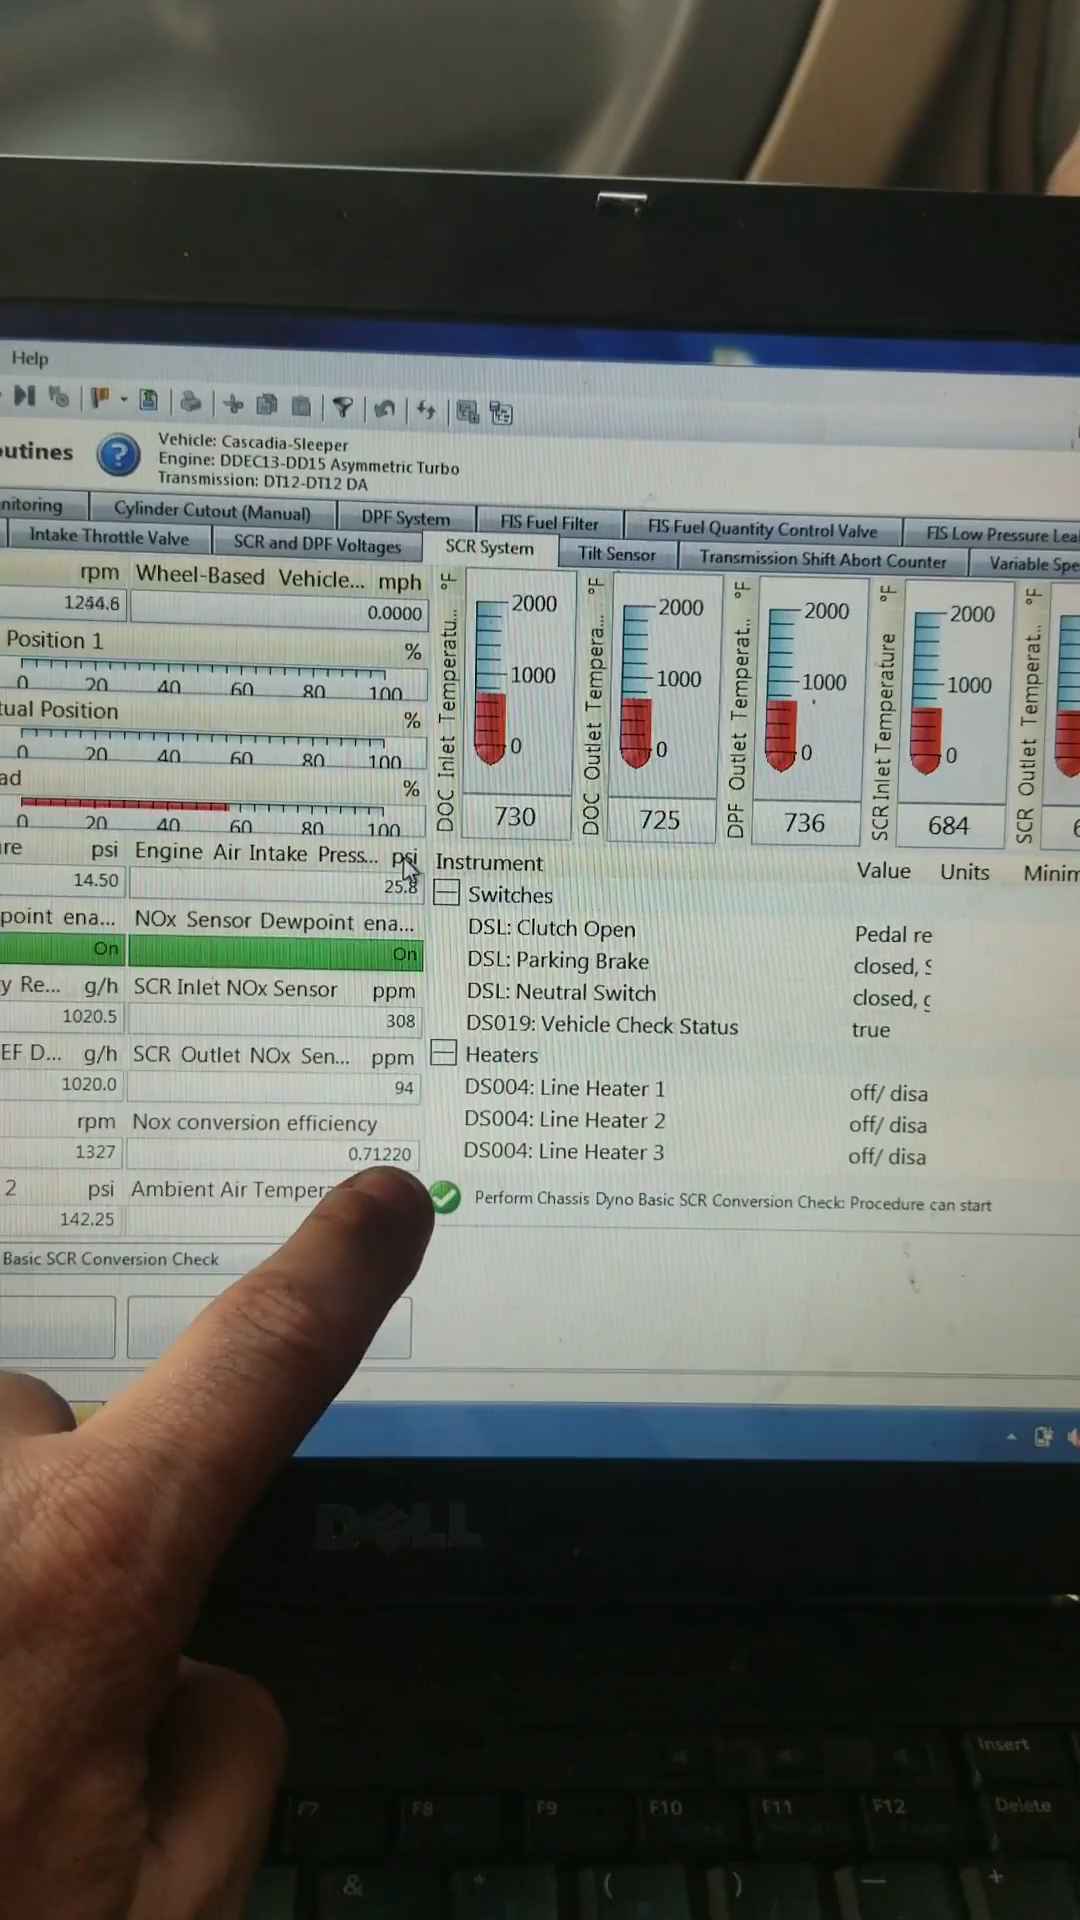 Help
outines
Vehicle: Cascadia-Sleeper
Engine: DDEC13-DD15 Asymmetric Turbo
Transmission: DT12-DT12 DA
nitoring Cylinder Cutout (Manual) DPF System FIS Fuel Filter FIS Fuel Quantity Control Valve FIS Low Pressure Lea
Intake Throttle Valve SCR and DPF Voltages SCR System Tilt Sensor Transmission Shift Abort Counter Variable Spe
rpm Wheel-Based Vehicle... mph
1244.6 0.0000
Position 1 %
0 20 40 60 80 100
tual Position %
0 20 40 60 80 100
ad %
0 20 40 60 80 100
re psi Engine Air Intake Press... psi
14.50 25.8
point ena... NOx Sensor Dewpoint ena...
On On
y Re... g/h SCR Inlet NOx Sensor ppm
1020.5 308
EF D... g/h SCR Outlet NOx Sen... ppm
1020.0 94
rpm Nox conversion efficiency
1327 0.71220
2 psi Ambient Air Tempera
142.25
Basic SCR Conversion Check
DOC Inlet Temperatu... °F
2000
1000
0
730
DOC Outlet Tempera... °F
2000
1000
0
725
DPF Outlet Temperat... °F
2000
1000
0
736
SCR Inlet Temperature °F
2000
1000
0
684
SCR Outlet Temperat... °F
Instrument Value Units Minim
Switches
DSL: Clutch Open Pedal re
DSL: Parking Brake closed, S
DSL: Neutral Switch closed, g
DS019: Vehicle Check Status true
Heaters
DS004: Line Heater 1 off/ disa
DS004: Line Heater 2 off/ disa
DS004: Line Heater 3 off/ disa
Perform Chassis Dyno Basic SCR Conversion Check: Procedure can start
DELL
Insert
F7 F8 F9 F10 F11 F12 Delete
& * ( ) — +